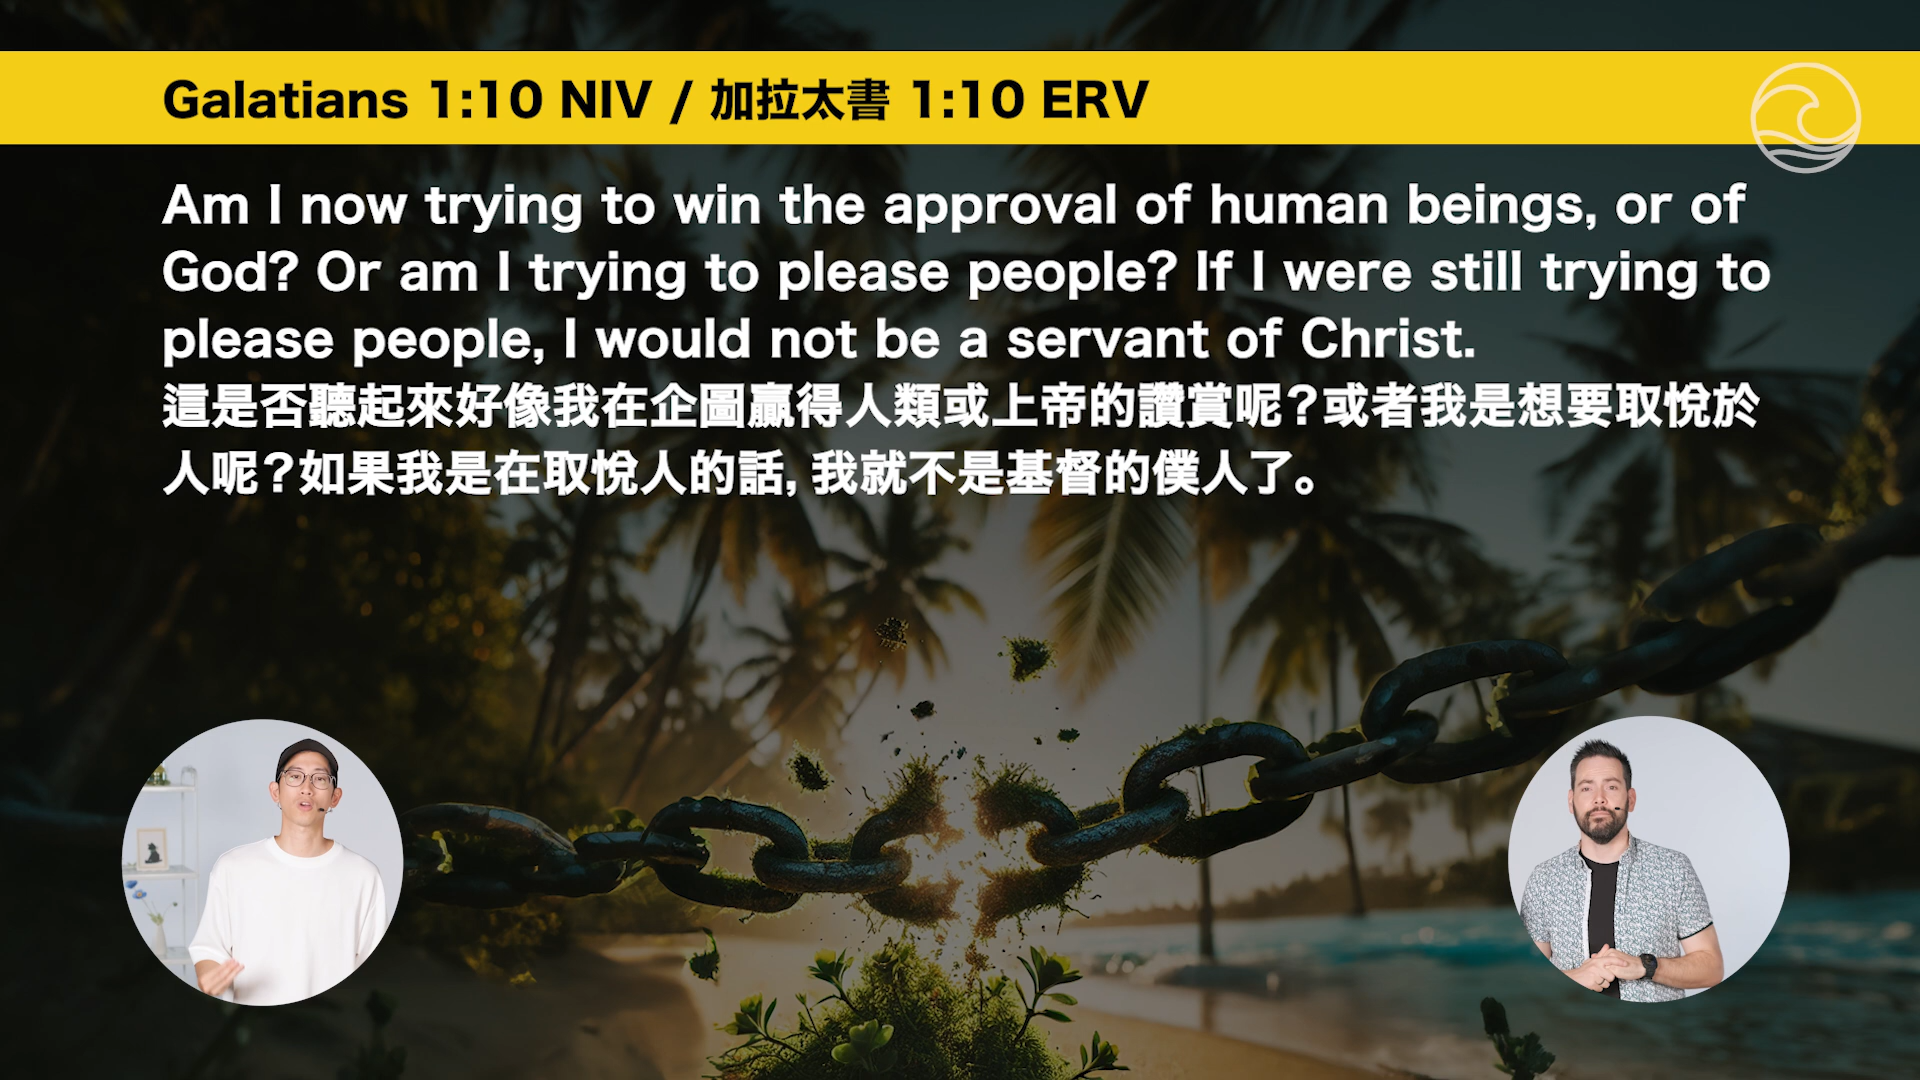 Galatians 1:10 NIV / 加拉太書 1:10 ERV
Am I now trying to win the approval of human beings, or of
God? Or am I trying to please people? If I were still trying to
please people, I would not be a servant of Christ.
這是否聽起來好像我在企圖贏得人類或上帝的讚賞呢？或者我是想要取悅於
人呢？如果我是在取悅人的話，我就不是基督的僕人了。